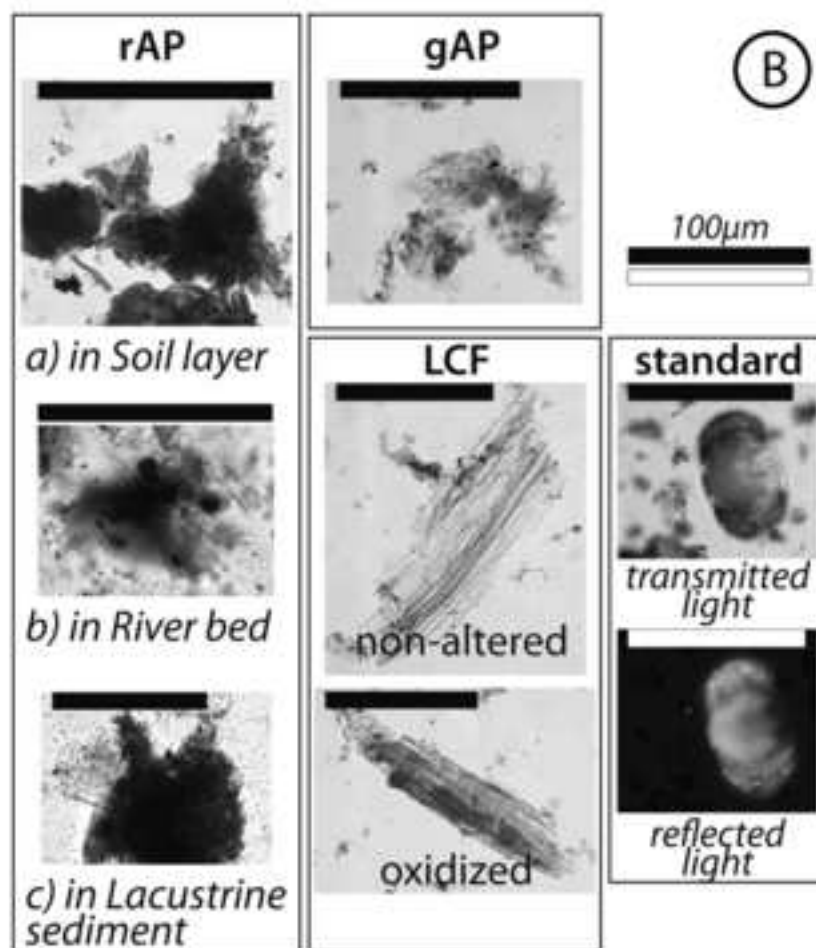 rAP
a) in Soil layer
b) in River bed
c) in Lacustrine
sediment
gAP
LCF
non-altered
oxidized
B
100µm
standard
transmitted
light
reflected
light